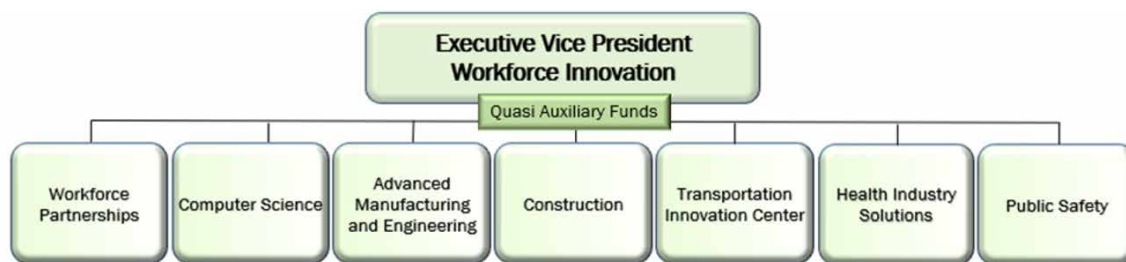 Executive Vice President
Workforce Innovation
Quasi Auxiliary Funds
Workforce
Partnerships
Computer Science
Advanced
Manufacturing
and Engineering
Construction
Transportation
Innovation Center
Health Industry
Solutions
Public Safety